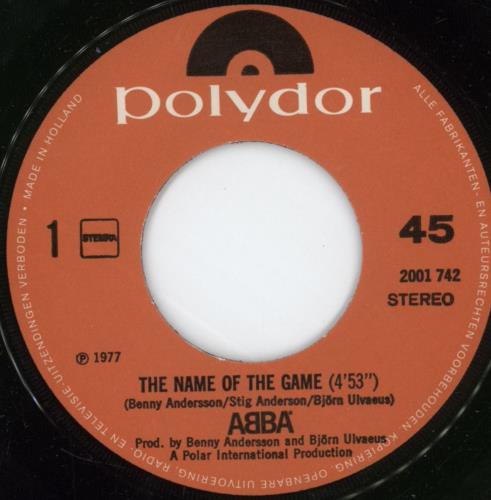 polydor
1
STEMRA
45
2001 742
STEREO
℗ 1977
THE NAME OF THE GAME (4'53")
(Benny Andersson/Stig Anderson/Björn Ulvaeus)
ABBA
Prod. by Benny Andersson and Björn Ulvaeus
A Polar International Production
ALLE FABRIKANTEN- EN AUTEURSRECHTEN VOORBEHOUDEN. KOPIERING, OPENBARE UITVOERING, RADIO- EN TELEVISIE-UITZENDINGEN VERBODEN • MADE IN HOLLAND